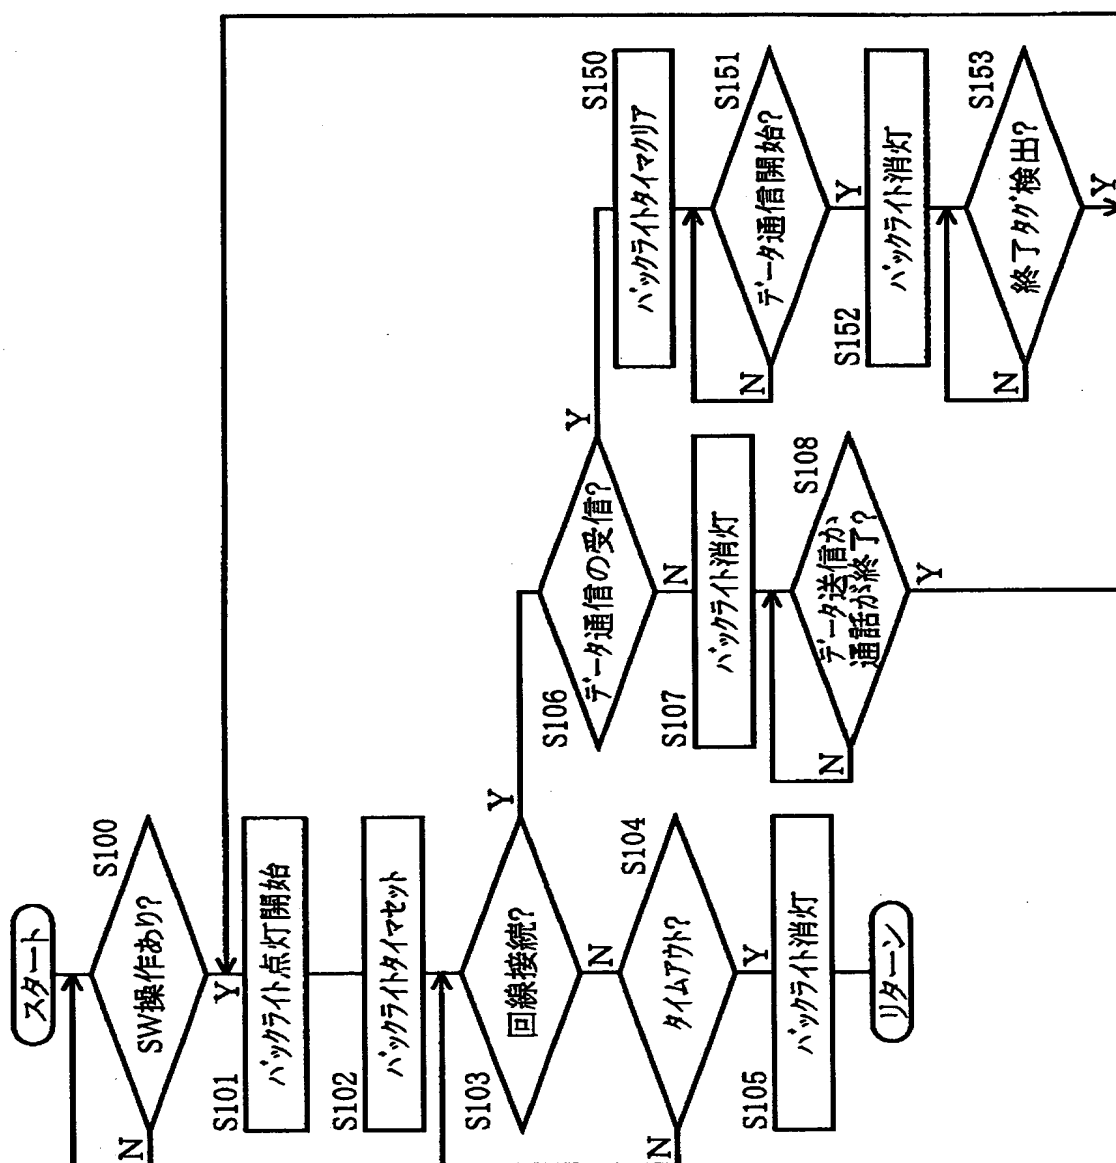 スタート
S100
SW操作あり?
N
Y
S101
バックライト点灯開始
S102
バックライトタイマセット
S103
回線接続?
Y
N
S104
タイムアウト?
N
Y
S105
バックライト消灯
リターン
S106
データ通信の受信?
Y
N
S107
バックライト消灯
S108
データ送信か
通話が終了?
N
Y
S150
バックライトタイマクリア
S151
データ通信開始?
N
Y
S152
バックライト消灯
S153
終了タグ検出?
N
Y